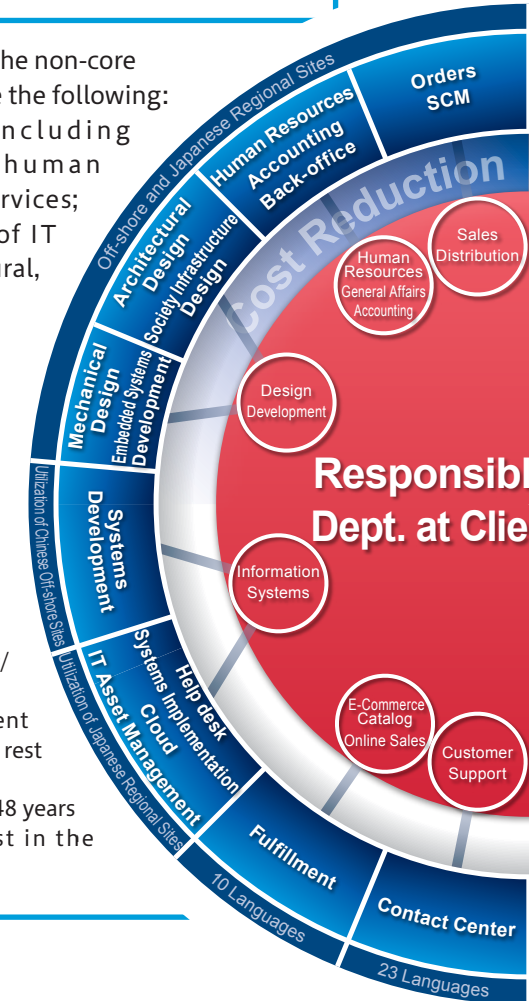 he non-core
e the following:
ncluding
human
rvices;
of IT
ural,
/
ent
rest
48 years
st in the
Off-shore and Japanese Regional Sites
Utilization of Chinese Off-shore Sites
Utilization of Japanese Regional Sites
10 Languages
23 Languages
Orders
SCM
Human Resources
Accounting
Back-office
Architectural
Design
Society Infrastructure
Design
Mechanical
Design
Embedded Systems
Development
Systems
Development
Help desk
Systems Implementation
Cloud
IT Asset Management
Fulfillment
Contact Center
Cost Reduction
Sales
Distribution
Human
Resources
General Affairs
Accounting
Design
Development
Responsibl
Dept. at Clie
Information
Systems
E-Commerce
Catalog
Online Sales
Customer
Support